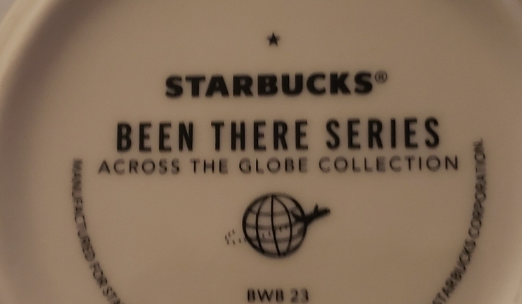 STARBUCKS®
BEEN THERE SERIES
ACROSS THE GLOBE COLLECTION
MANUFACTURED FOR
STARBUCKS CORPORATION.
BWB 23